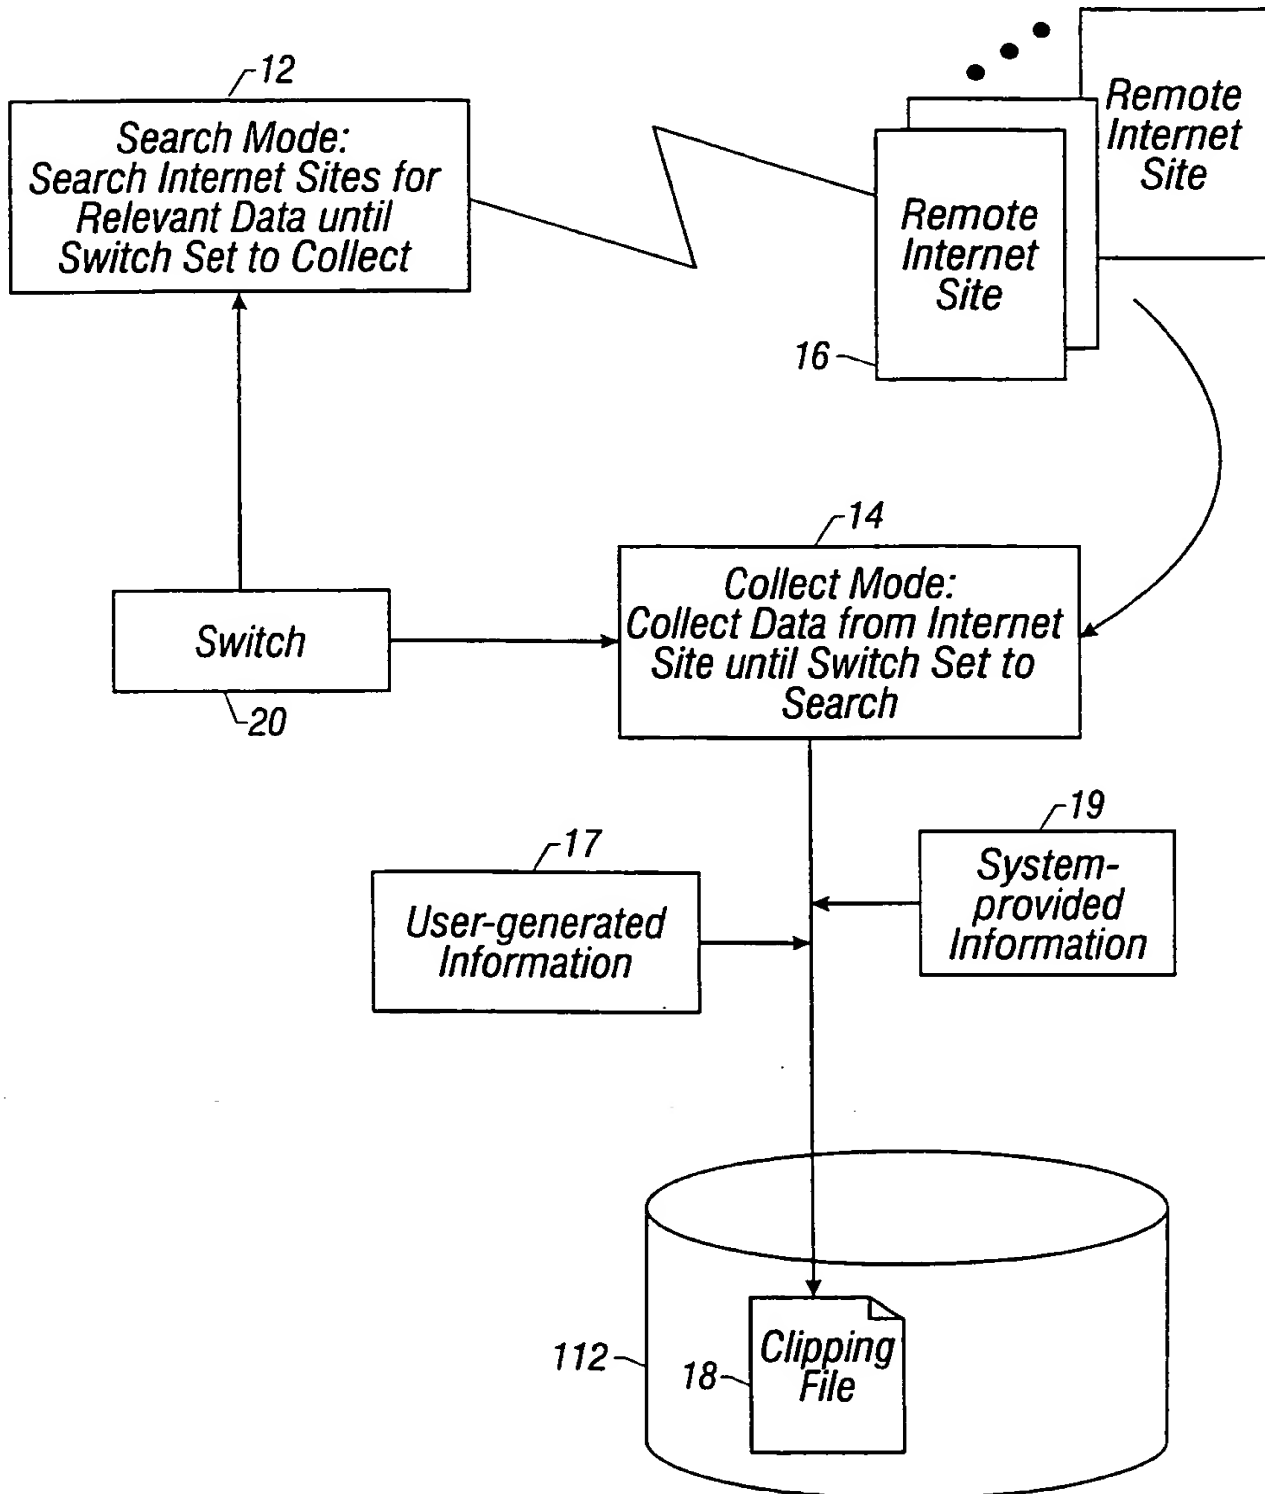 12
Search Mode:
Search Internet Sites for
Relevant Data until
Switch Set to Collect
Remote
Internet
Site
Remote
Internet
Site
16
14
Collect Mode:
Collect Data from Internet
Site until Switch Set to
Search
Switch
20
17
User-generated
Information
19
System-
provided
Information
112
18
Clipping
File